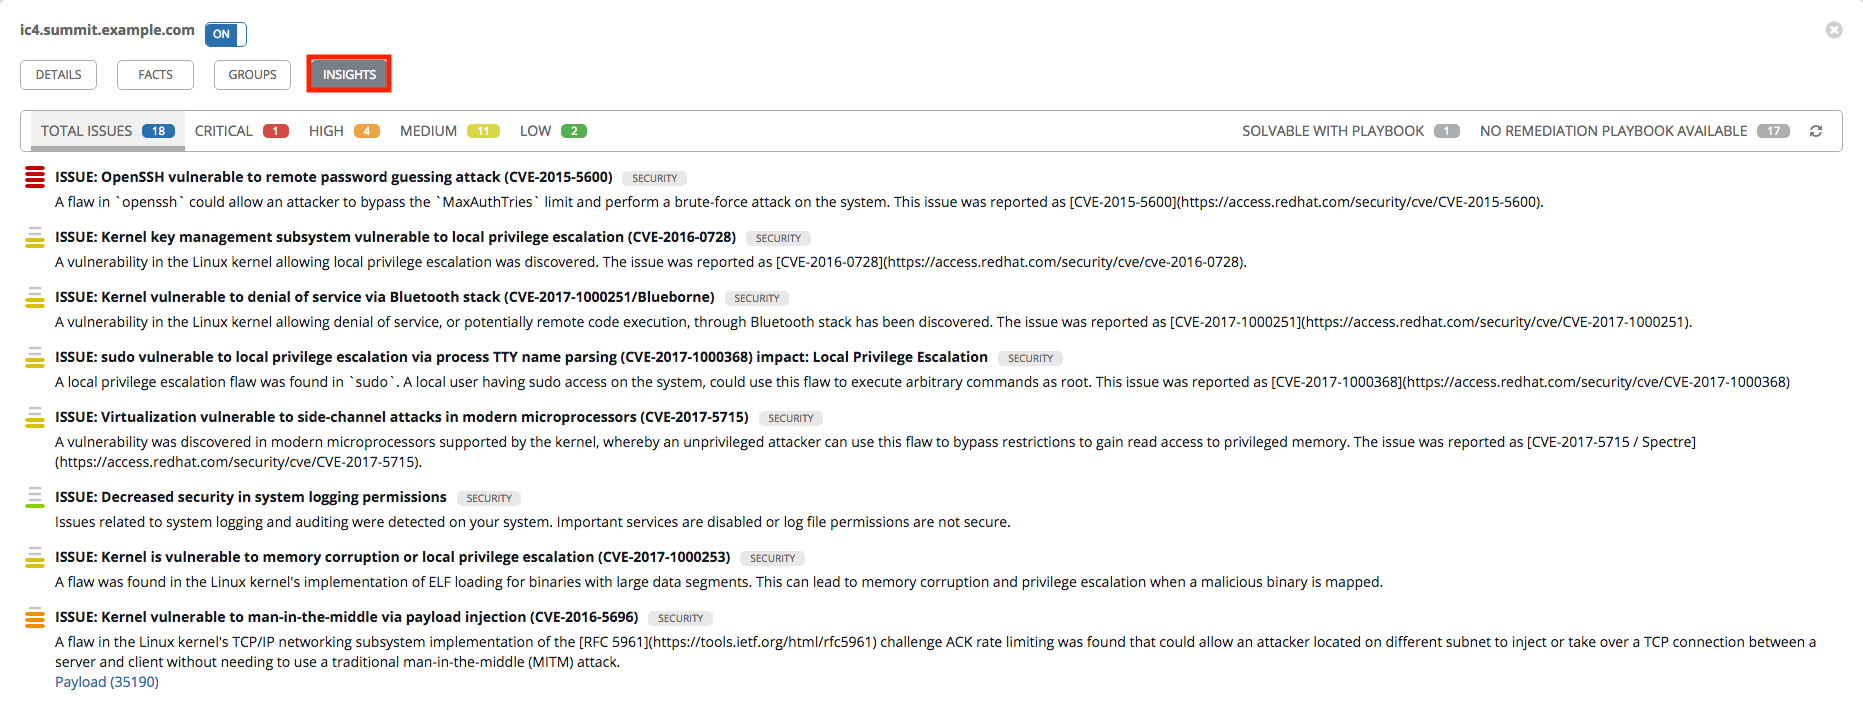 ic4.summit.example.com ON
DETAILS FACTS GROUPS INSIGHTS
TOTAL ISSUES 18 CRITICAL 1 HIGH 4 MEDIUM 11 LOW 2 SOLVABLE WITH PLAYBOOK 1 NO REMEDIATION PLAYBOOK AVAILABLE 17
ISSUE: OpenSSH vulnerable to remote password guessing attack (CVE-2015-5600) SECURITY
A flaw in `openssh` could allow an attacker to bypass the `MaxAuthTries` limit and perform a brute-force attack on the system. This issue was reported as [CVE-2015-5600](https://access.redhat.com/security/cve/CVE-2015-5600).
ISSUE: Kernel key management subsystem vulnerable to local privilege escalation (CVE-2016-0728) SECURITY
A vulnerability in the Linux kernel allowing local privilege escalation was discovered. The issue was reported as [CVE-2016-0728](https://access.redhat.com/security/cve/cve-2016-0728).
ISSUE: Kernel vulnerable to denial of service via Bluetooth stack (CVE-2017-1000251/Blueborne) SECURITY
A vulnerability in the Linux kernel allowing denial of service, or potentially remote code execution, through Bluetooth stack has been discovered. The issue was reported as [CVE-2017-1000251](https://access.redhat.com/security/cve/CVE-2017-1000251).
ISSUE: sudo vulnerable to local privilege escalation via process TTY name parsing (CVE-2017-1000368) impact: Local Privilege Escalation SECURITY
A local privilege escalation flaw was found in `sudo`. A local user having sudo access on the system, could use this flaw to execute arbitrary commands as root. This issue was reported as [CVE-2017-1000368](https://access.redhat.com/security/cve/CVE-2017-1000368)
ISSUE: Virtualization vulnerable to side-channel attacks in modern microprocessors (CVE-2017-5715) SECURITY
A vulnerability was discovered in modern microprocessors supported by the kernel, whereby an unprivileged attacker can use this flaw to bypass restrictions to gain read access to privileged memory. The issue was reported as [CVE-2017-5715 / Spectre]
(https://access.redhat.com/security/cve/CVE-2017-5715).
ISSUE: Decreased security in system logging permissions SECURITY
Issues related to system logging and auditing were detected on your system. Important services are disabled or log file permissions are not secure.
ISSUE: Kernel is vulnerable to memory corruption or local privilege escalation (CVE-2017-1000253) SECURITY
A flaw was found in the Linux kernel's implementation of ELF loading for binaries with large data segments. This can lead to memory corruption and privilege escalation when a malicious binary is mapped.
ISSUE: Kernel vulnerable to man-in-the-middle via payload injection (CVE-2016-5696) SECURITY
A flaw in the Linux kernel's TCP/IP networking subsystem implementation of the [RFC 5961](https://tools.ietf.org/html/rfc5961) challenge ACK rate limiting was found that could allow an attacker located on different subnet to inject or take over a TCP connection between a
server and client without needing to use a traditional man-in-the-middle (MITM) attack.
Payload (35190)